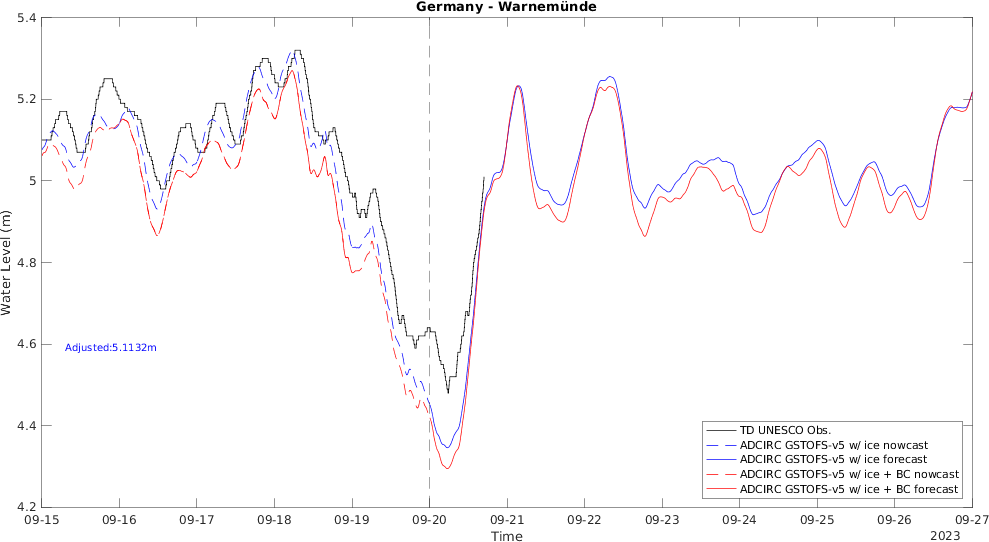 Germany - Warnemünde
5.4
5.2
5
4.8
4.6
4.4
4.2
Water Level (m)
Adjusted:5.1132m
TD UNESCO Obs.
ADCIRC GSTOFS-v5 w/ ice nowcast
ADCIRC GSTOFS-v5 w/ ice forecast
ADCIRC GSTOFS-v5 w/ ice + BC nowcast
ADCIRC GSTOFS-v5 w/ ice + BC forecast
09-15 09-16 09-17 09-18 09-19 09-20 09-21 09-22 09-23 09-24 09-25 09-26 09-27
Time
2023